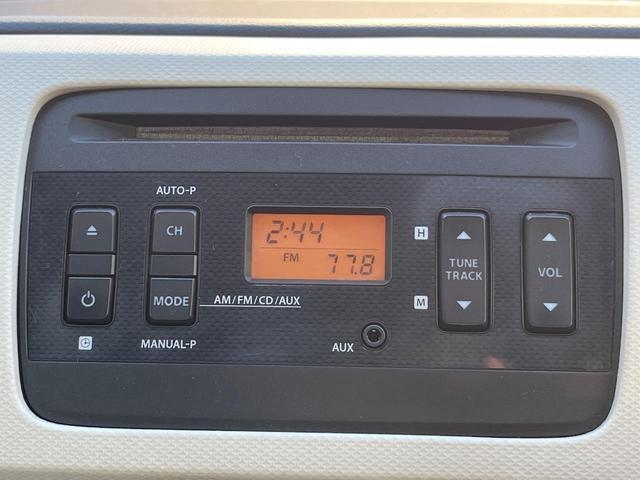 AUTO-P
CH
2:44
FM 77.8
H
TUNE
TRACK
VOL
MODE
AM/FM/CD/AUX
M
MANUAL-P
AUX